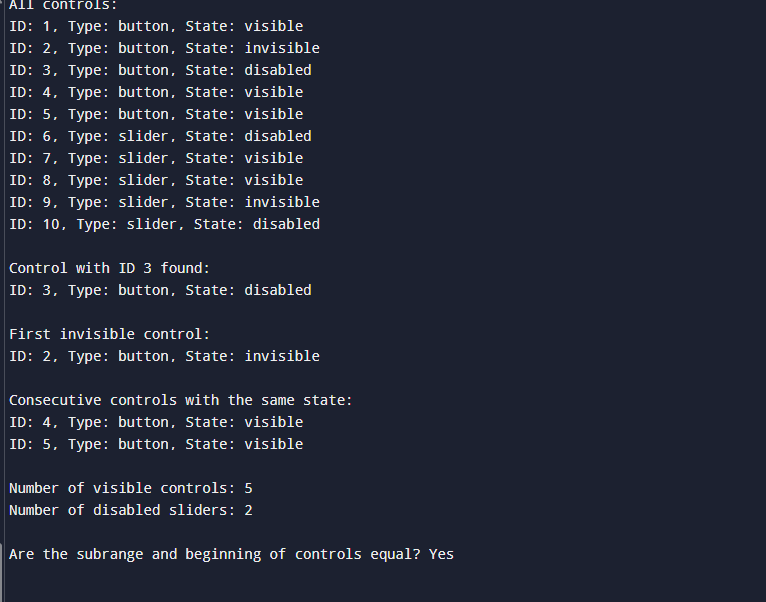 All controls:
ID: 1, Type: button, State: visible
ID: 2, Type: button, State: invisible
ID: 3, Type: button, State: disabled
ID: 4, Type: button, State: visible
ID: 5, Type: button, State: visible
ID: 6, Type: slider, State: disabled
ID: 7, Type: slider, State: visible
ID: 8, Type: slider, State: visible
ID: 9, Type: slider, State: invisible
ID: 10, Type: slider, State: disabled
Control with ID 3 found:
ID: 3, Type: button, State: disabled
First invisible control:
ID: 2, Type: button, State: invisible
Consecutive controls with the same state:
ID: 4, Type: button, State: visible
ID: 5, Type: button, State: visible
Number of visible controls: 5
Number of disabled sliders: 2
Are the subrange and beginning of controls equal? Yes